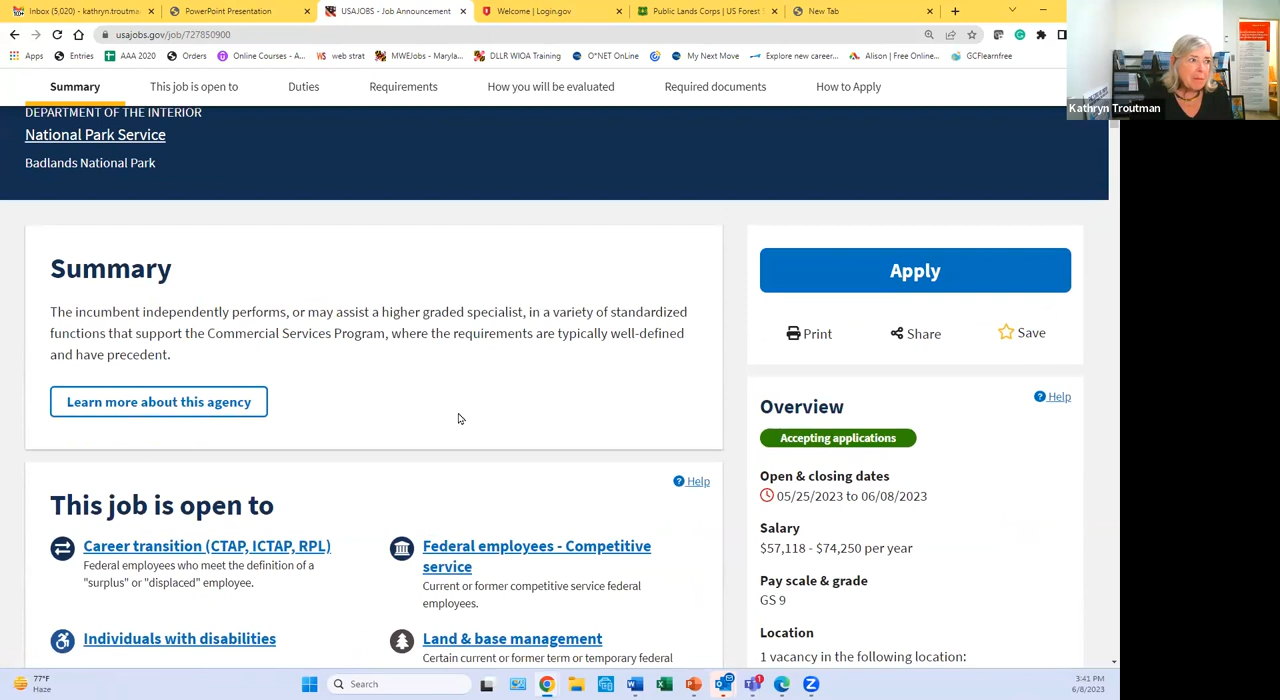 Inbox (5,020) - kathryn.troutma
PowerPoint Presentation
USAJOBS - Job Announcement
Welcome | Login.gov
Public Lands Corps | US Forest
New Tab
usajobs.gov/job/727850900
Apps
Entries
AAA 2020
Orders
Online Courses - A...
web strat
MWEJobs - Maryla...
DLLR WIOA Training
O*NET OnLine
My Next Move
Explore new career...
Alison | Free Online...
GCFlearnfree
Summary
This job is open to
Duties
Requirements
How you will be evaluated
Required documents
How to Apply
Kathryn Troutman
DEPARTMENT OF THE INTERIOR
National Park Service
Badlands National Park
Summary
The incumbent independently performs, or may assist a higher graded specialist, in a variety of standardized
functions that support the Commercial Services Program, where the requirements are typically well-defined
and have precedent.
Learn more about this agency
Apply
Print
Share
Save
Help
Overview
Accepting applications
Open & closing dates
05/25/2023 to 06/08/2023
Salary
$57,118 - $74,250 per year
Pay scale & grade
GS 9
Location
1 vacancy in the following location:
Help
This job is open to
Career transition (CTAP, ICTAP, RPL)
Federal employees who meet the definition of a
"surplus" or "displaced" employee.
Federal employees - Competitive
service
Current or former competitive service federal
employees.
Individuals with disabilities
Land & base management
Certain current or former term or temporary federal
77°F
Haze
Search
3:41 PM
6/8/2023